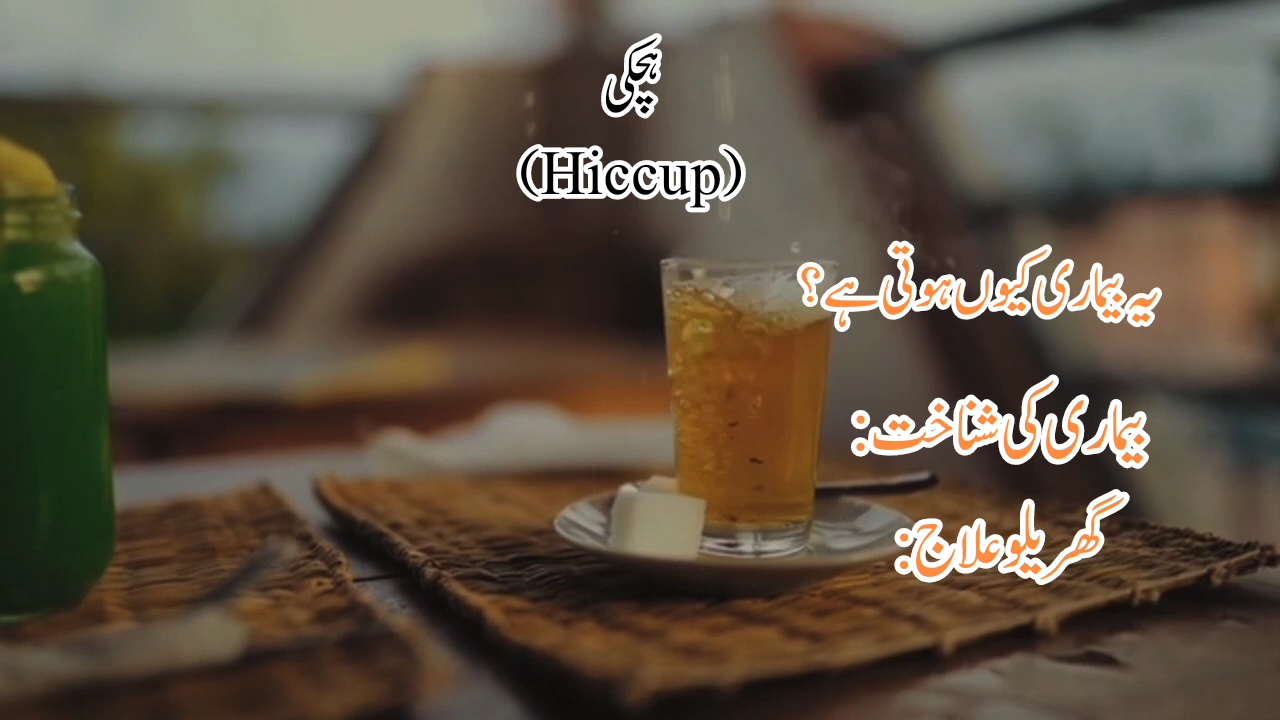 ہچکی
(Hiccup)
یہ بیماری کیوں ہوتی ہے؟
بیماری کی شناخت:
گھریلو علاج: